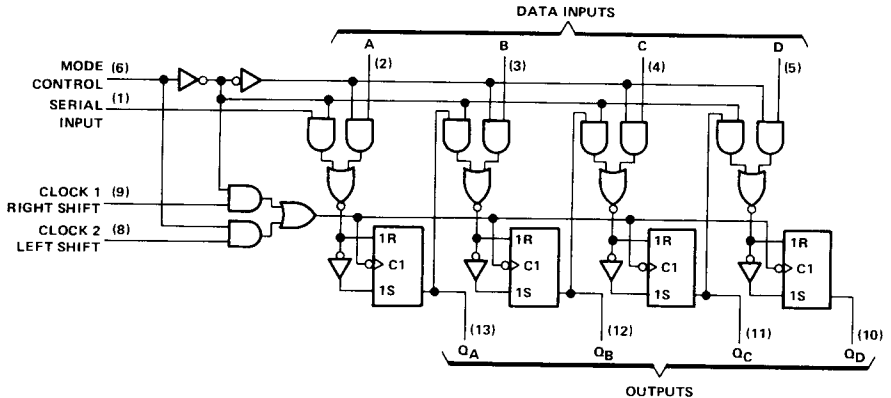 DATA INPUTS
A B C D
MODE CONTROL (6)
(2) (3) (4) (5)
SERIAL INPUT (1)
CLOCK 1 RIGHT SHIFT (9)
CLOCK 2 LEFT SHIFT (8)
1R 1R 1R 1R
C1 C1 C1 C1
1S 1S 1S 1S
(13) (12) (11) (10)
QA QB QC QD
OUTPUTS